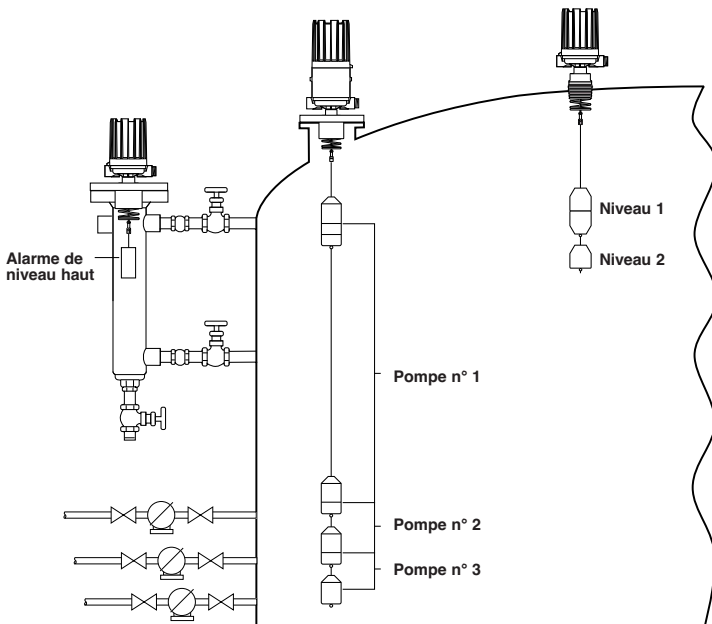 Niveau 1
Niveau 2
Alarme de
niveau haut
Pompe n° 1
Pompe n° 2
Pompe n° 3